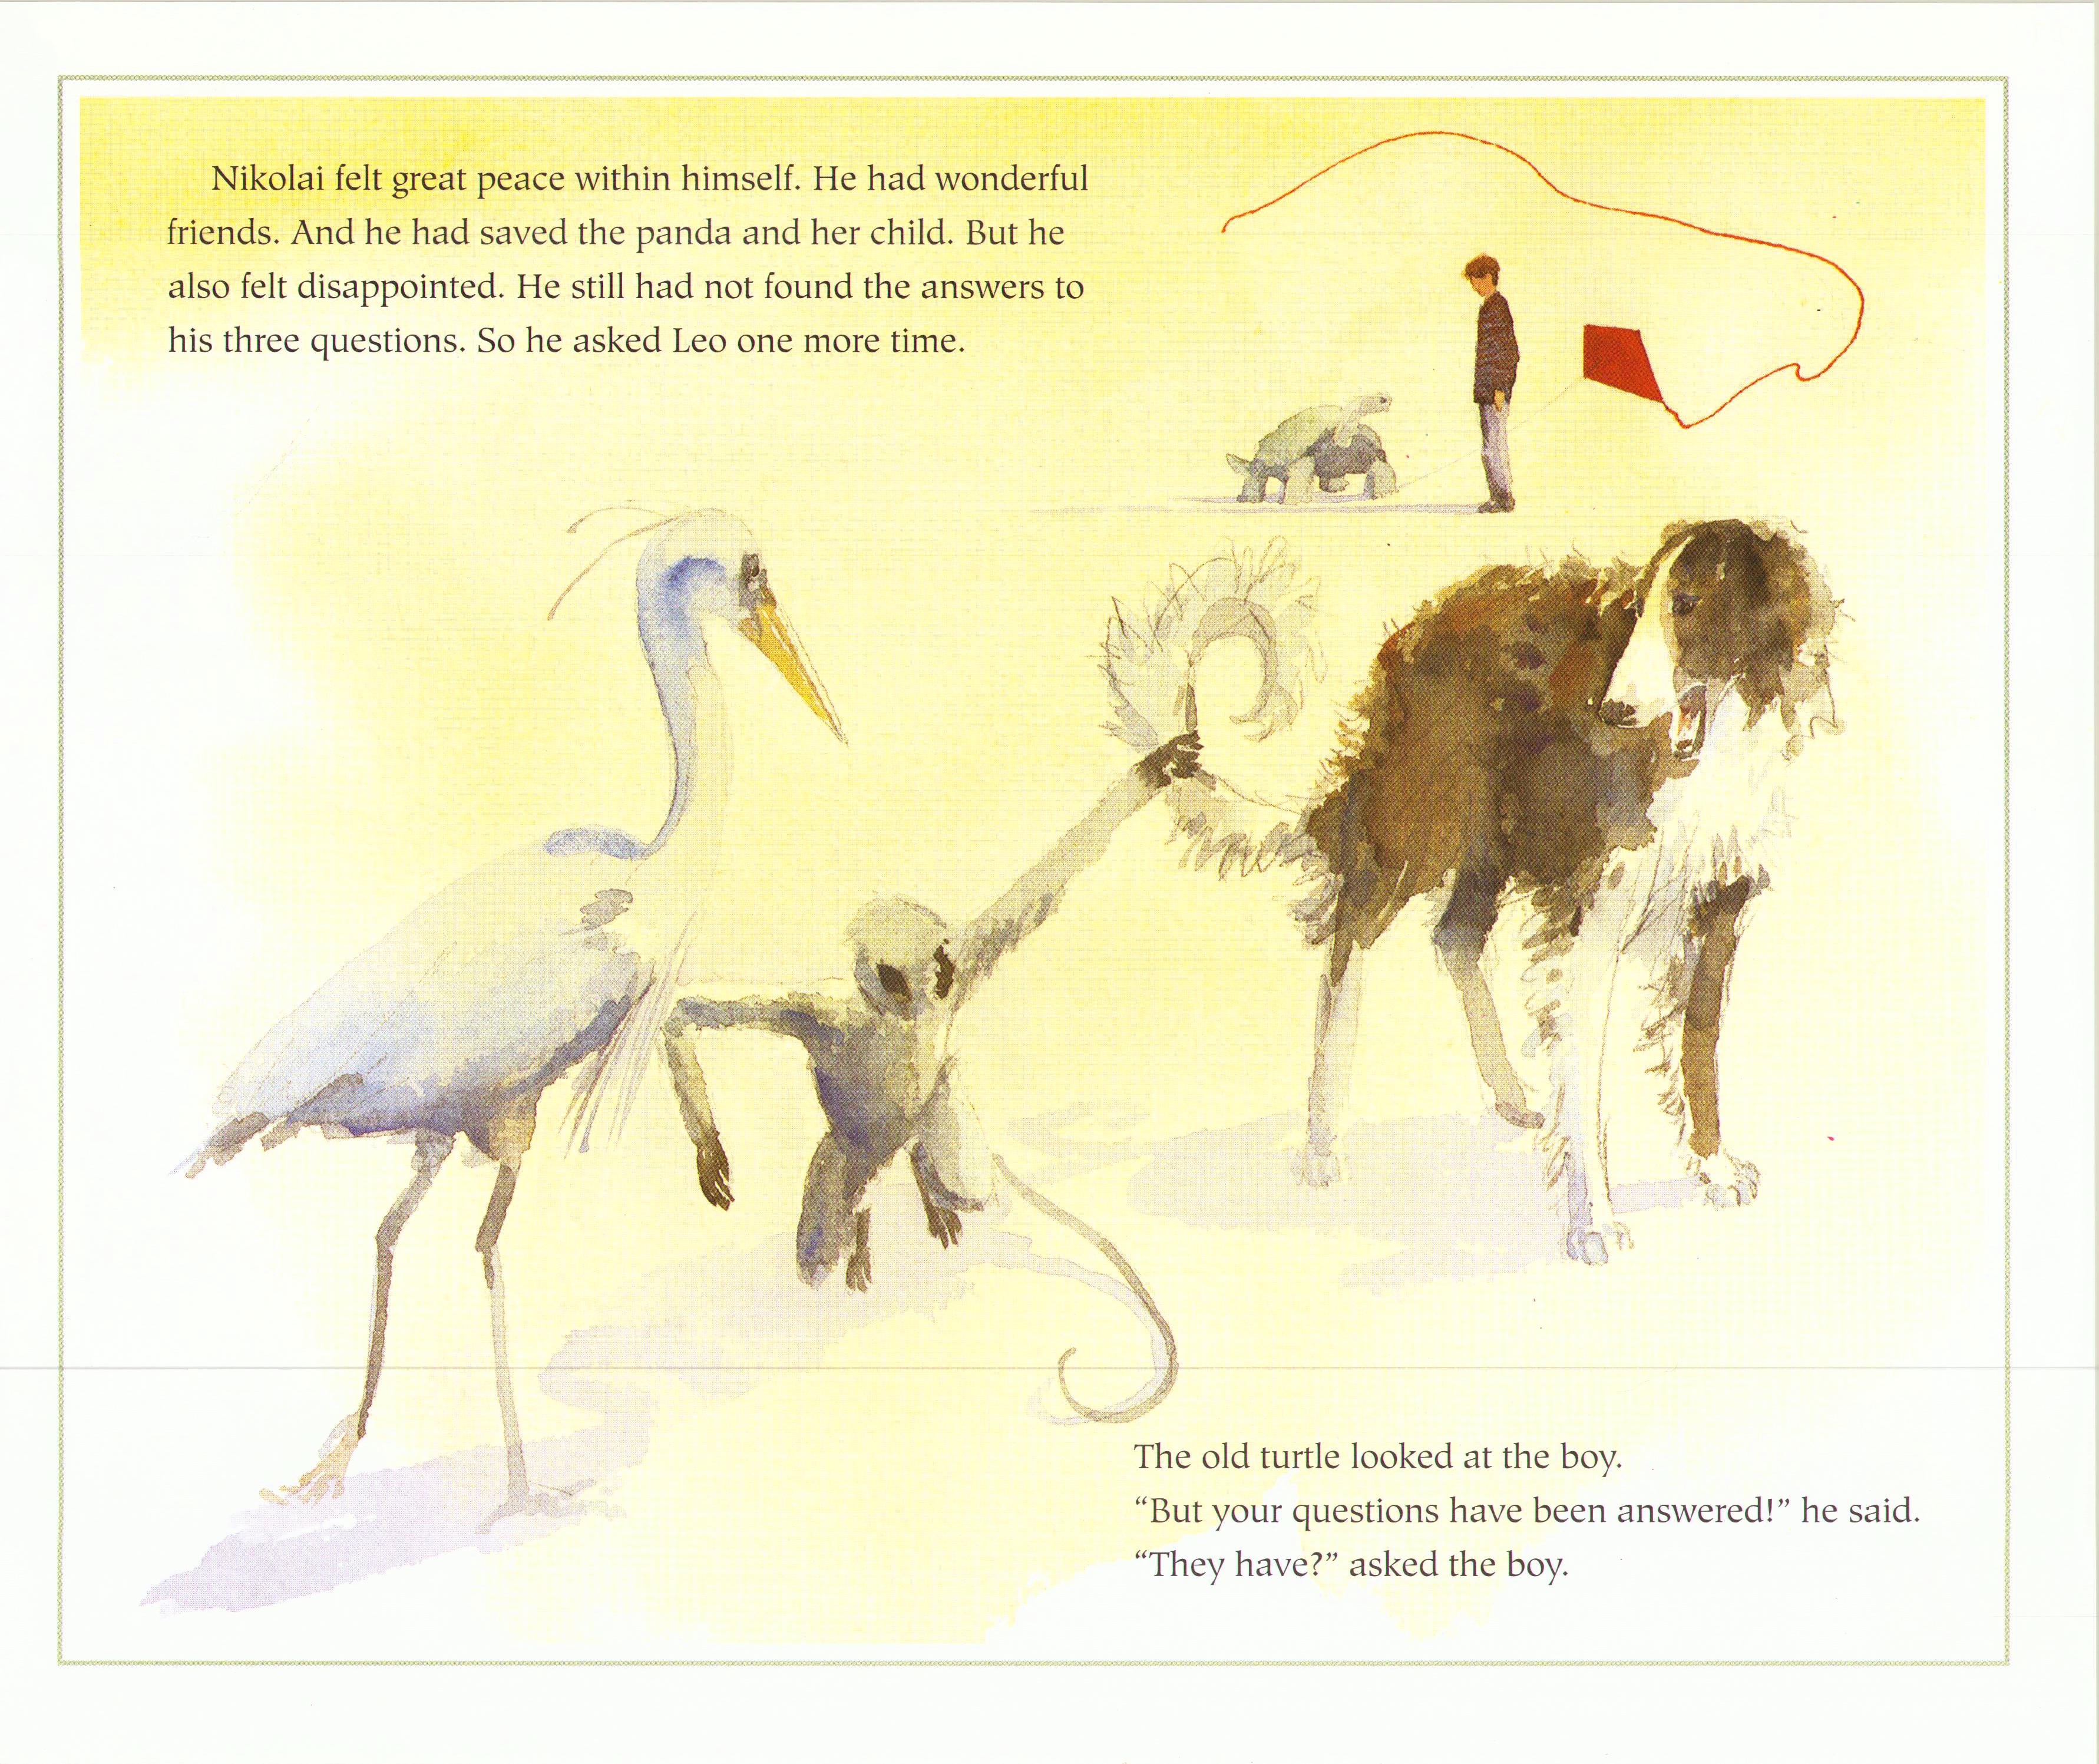 Nikolai felt great peace within himself. He had wonderful
friends. And he had saved the panda and her child. But he
also felt disappointed. He still had not found the answers to
his three questions. So he asked Leo one more time.
The old turtle looked at the boy.
“But your questions have been answered!” he said.
“They have?” asked the boy.